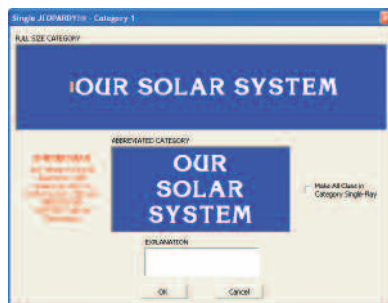 Single JEOPARDY!® - Category 1
FULL SIZE CATEGORY
OUR SOLAR SYSTEM
ABBREVIATED CATEGORY
OUR
SOLAR
SYSTEM
Make All Clues in
Category Single-Play
EXPLANATION
OK
Cancel